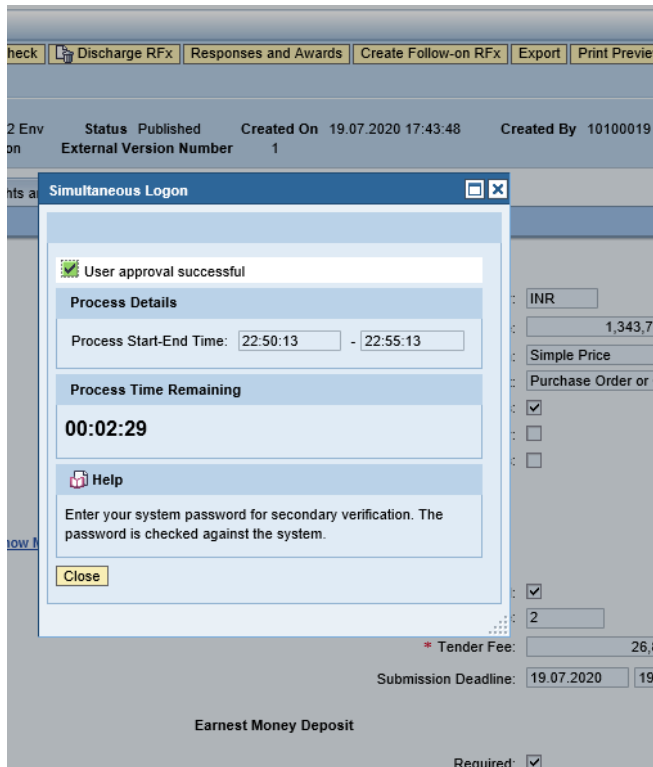 Discharge RFx Responses and Awards Create Follow-on RFx Export Print
2 Env Status Published Created On 19.07.2020 17:43:48 Created By 10100019
External Version Number 1
Simultaneous Logon
User approval successful
Process Details
Process Start-End Time: 22:50:13 - 22:55:13
INR
1,343,7
Simple Price
Purchase Order or
Process Time Remaining
00:02:29
Help
Enter your system password for secondary verification. The
password is checked against the system.
Close
2
* Tender Fee: 26,
Submission Deadline: 19.07.2020 19
Earnest Money Deposit
Required: